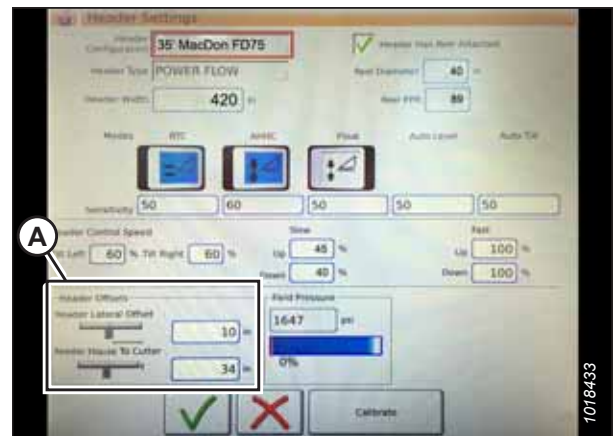 Header Settings
Header Configuration
35' MacDon FD75
Header Has Reel Attached
Header Type
POWER FLOW
Reel Diameter
40 in
Header Width
420 in
Reel PPR
89
Modes RTC AHHC Float Auto Level Auto Tilt
Sensitivity 50 60 50 50 50
Header Control Speed
Slow
Fast
A
Tilt Left 60 % Tilt Right 60 %
Up 48 %
Up 100 %
Down 40 %
Down 100 %
Header Offsets
Field Pressure
Header Lateral Offset
10 in
1647 psi
Feeder House To Cutter
34 in
0%
Calibrate
1018433